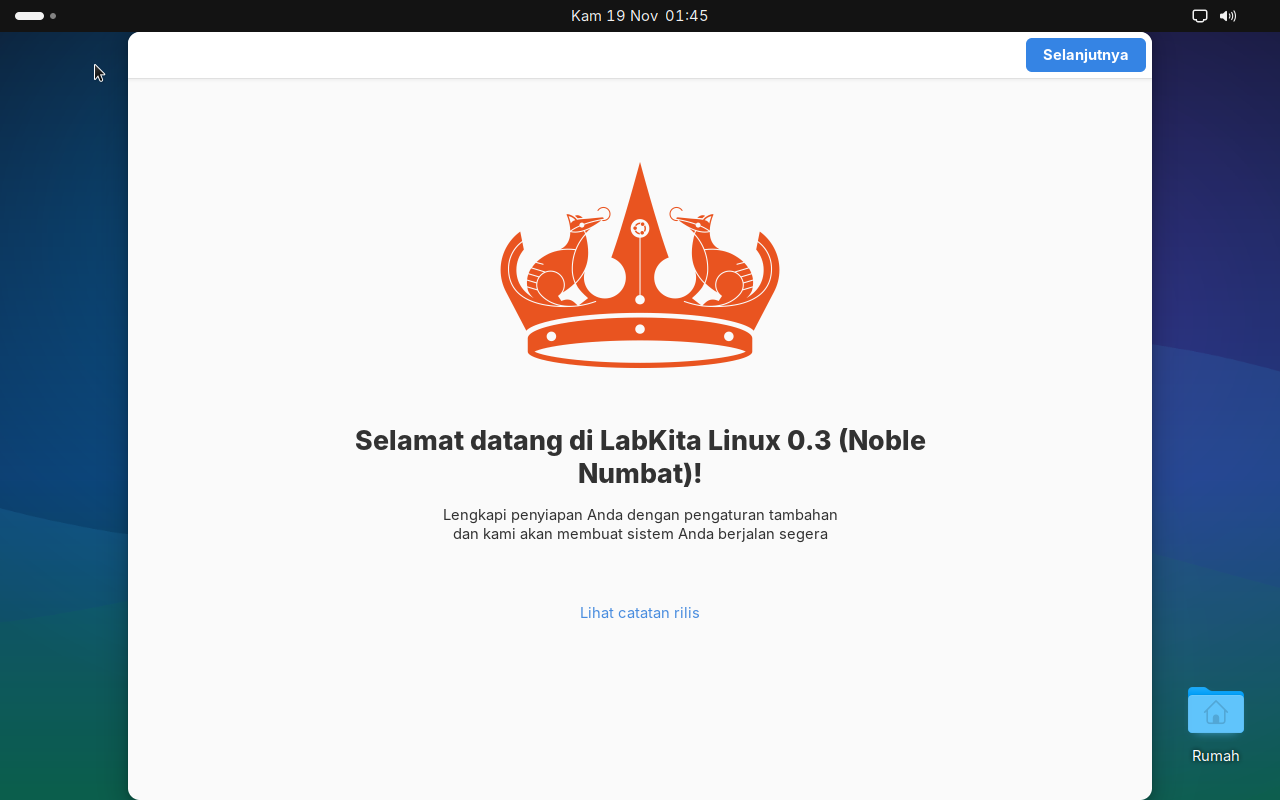 Kam 19 Nov 01:45
Selanjutnya
Selamat datang di LabKita Linux 0.3 (Noble
Numbat)!
Lengkapi penyiapan Anda dengan pengaturan tambahan
dan kami akan membuat sistem Anda berjalan segera
Lihat catatan rilis
Rumah